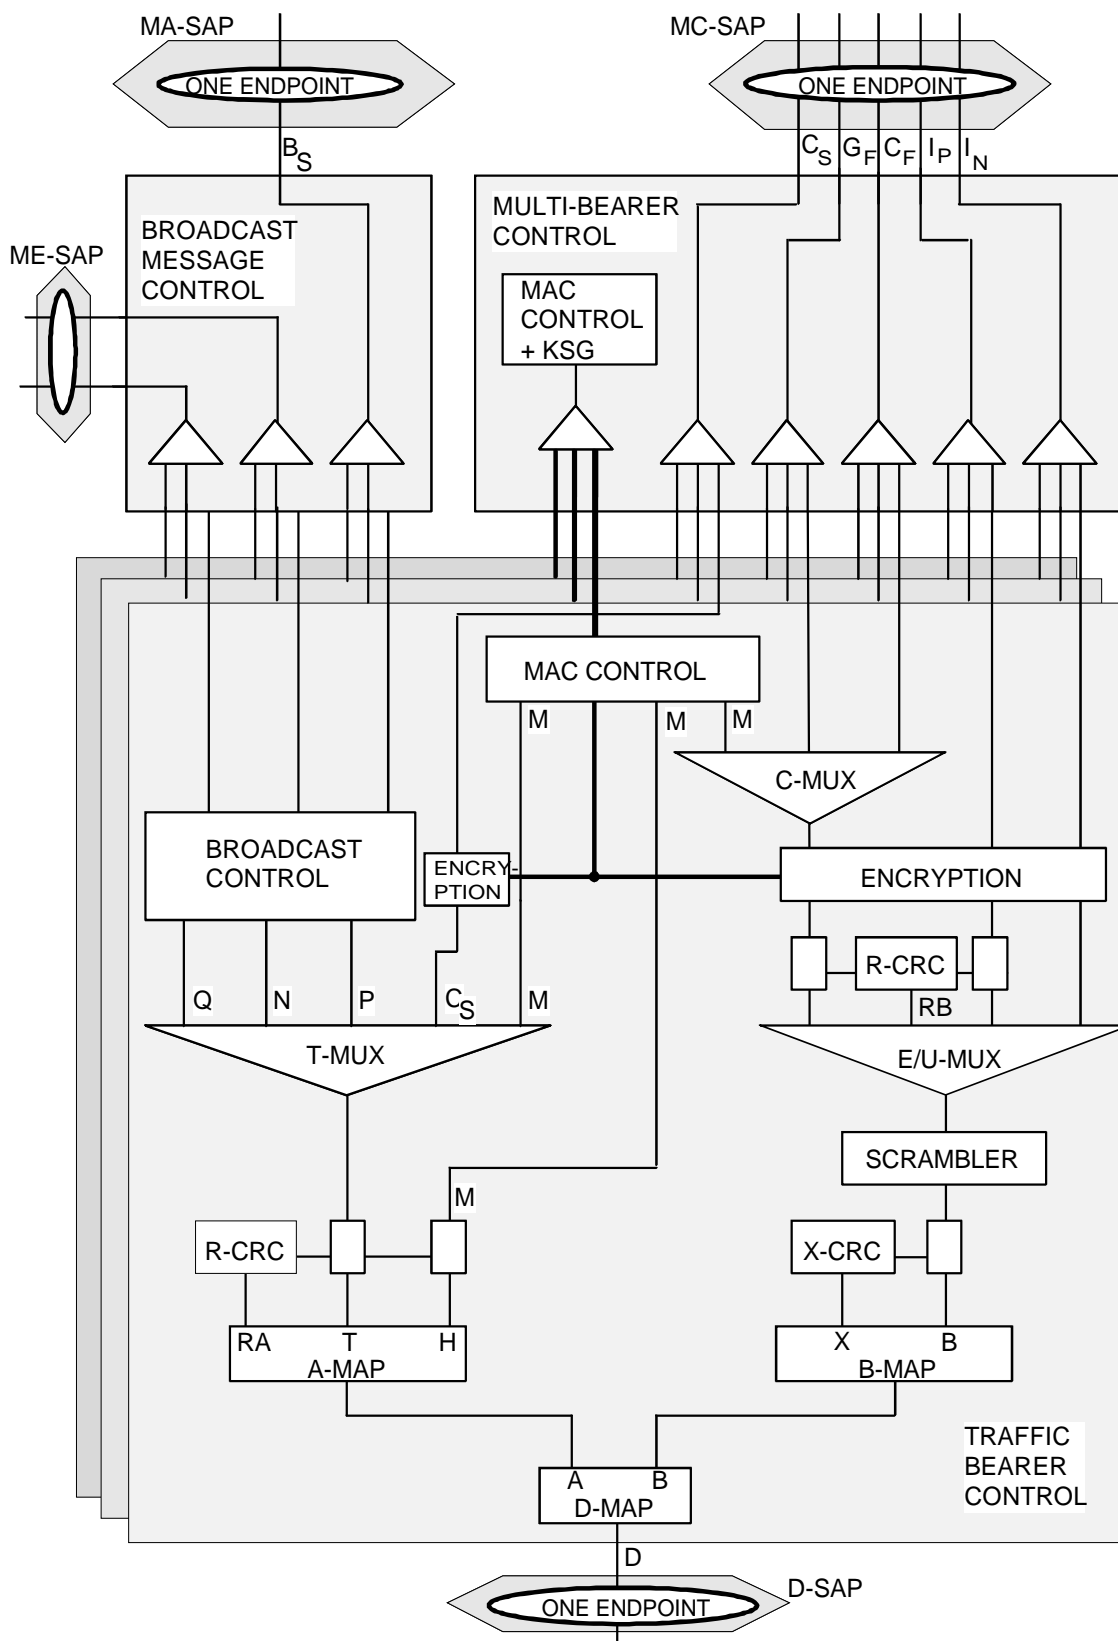 MA-SAP
MC-SAP
ONE ENDPOINT
ONE ENDPOINT
BS
CS GF CF IP IN
BROADCAST
MESSAGE
CONTROL
MULTI-BEARER
CONTROL
ME-SAP
MAC
CONTROL
+ KSG
MAC CONTROL
M
M
M
C-MUX
BROADCAST
CONTROL
ENCRY-
PTION
ENCRYPTION
R-CRC
Q N P CS M
RB
T-MUX
E/U-MUX
SCRAMBLER
M
R-CRC
X-CRC
RA T H
A-MAP
X B
B-MAP
TRAFFIC
BEARER
CONTROL
A B
D-MAP
D
D-SAP
ONE ENDPOINT